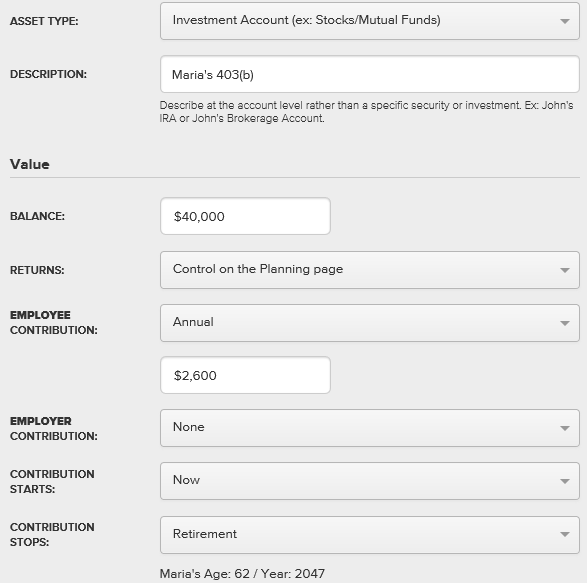 ASSET TYPE: Investment Account (ex: Stocks/Mutual Funds)
DESCRIPTION: Maria's 403(b)
Describe at the account level rather than a specific security or investment. Ex: John's
IRA or John's Brokerage Account.
Value
BALANCE: $40,000
RETURNS: Control on the Planning page
EMPLOYEE
CONTRIBUTION: Annual
$2,600
EMPLOYER
CONTRIBUTION: None
CONTRIBUTION
STARTS: Now
CONTRIBUTION
STOPS: Retirement
Maria's Age: 62 / Year: 2047